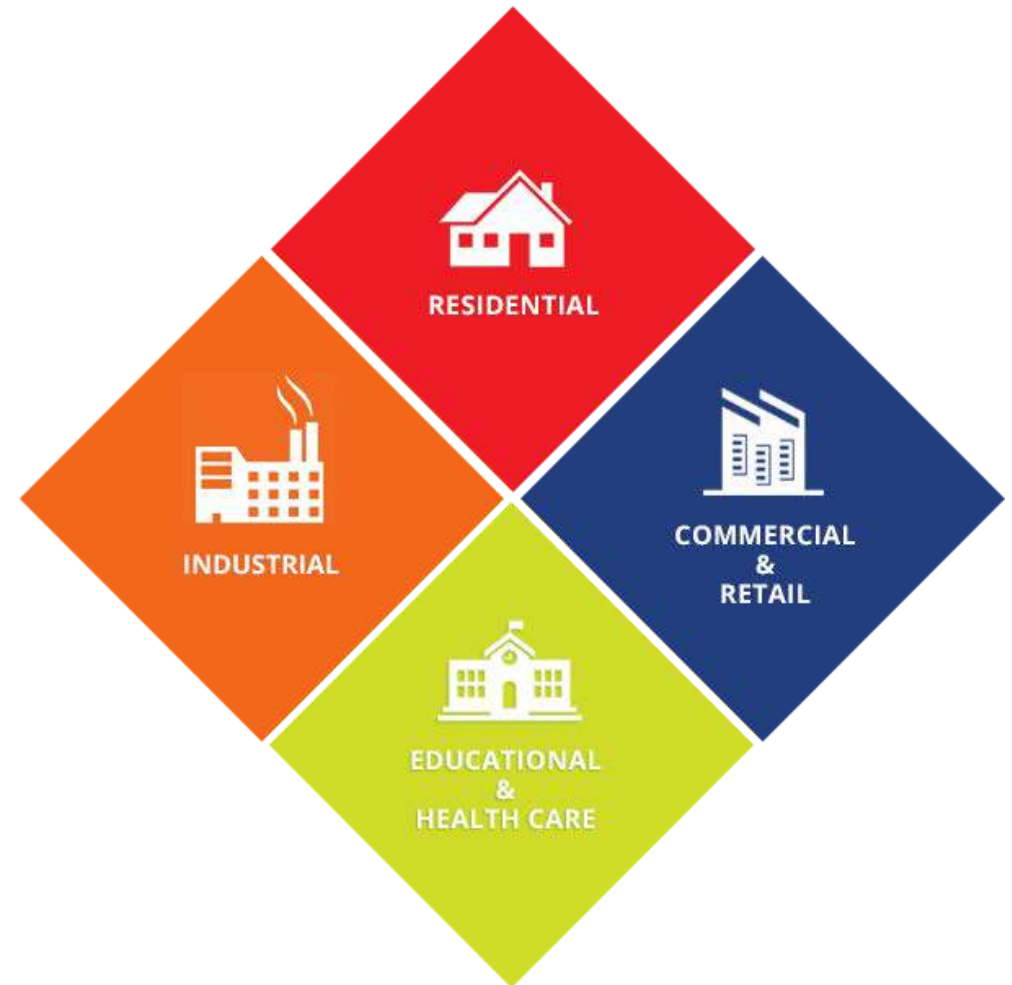 RESIDENTIAL
INDUSTRIAL
COMMERCIAL
&
RETAIL
EDUCATIONAL
&
HEALTH CARE